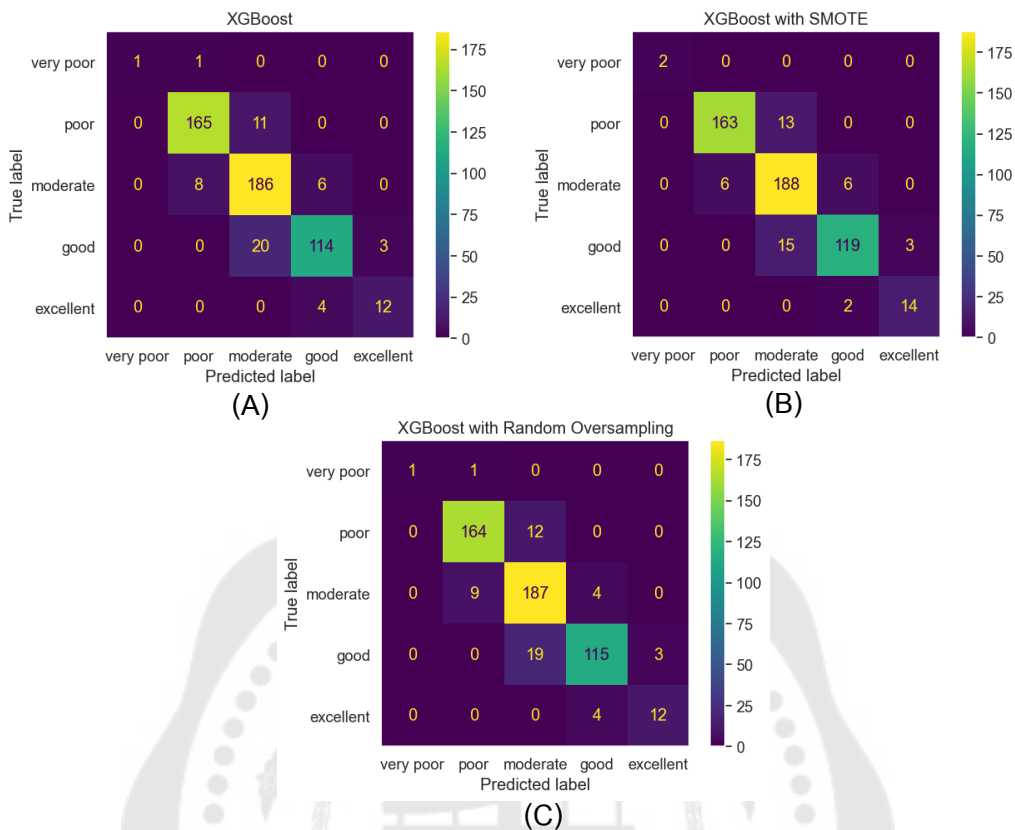 XGBoost
very poor 1 1 0 0 0
poor 0 165 11 0 0
moderate 0 8 186 6 0
good 0 0 20 114 3
excellent 0 0 0 4 12
very poor poor moderate good excellent
Predicted label
True label
175
150
125
100
75
50
25
0
(A)
XGBoost with SMOTE
very poor 2 0 0 0 0
poor 0 163 13 0 0
moderate 0 6 188 6 0
good 0 0 15 119 3
excellent 0 0 0 2 14
very poor poor moderate good excellent
Predicted label
True label
175
150
125
100
75
50
25
0
(B)
XGBoost with Random Oversampling
very poor 1 1 0 0 0
poor 0 164 12 0 0
moderate 0 9 187 4 0
good 0 0 19 115 3
excellent 0 0 0 4 12
very poor poor moderate good excellent
Predicted label
True label
175
150
125
100
75
50
25
0
(C)